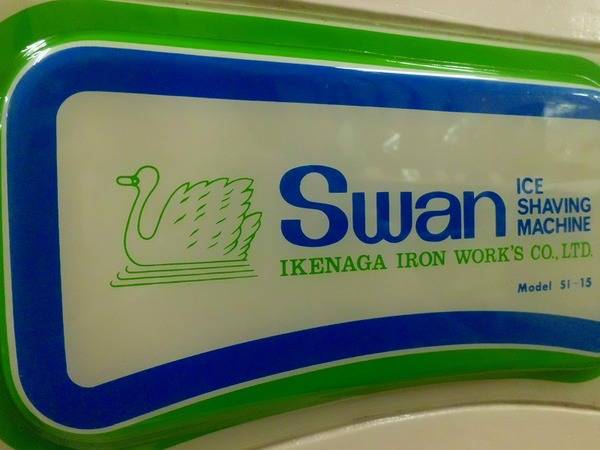 Swan
ICE
SHAVING
MACHINE
IKENAGA IRON WORK'S CO., LTD.
Model SI-15